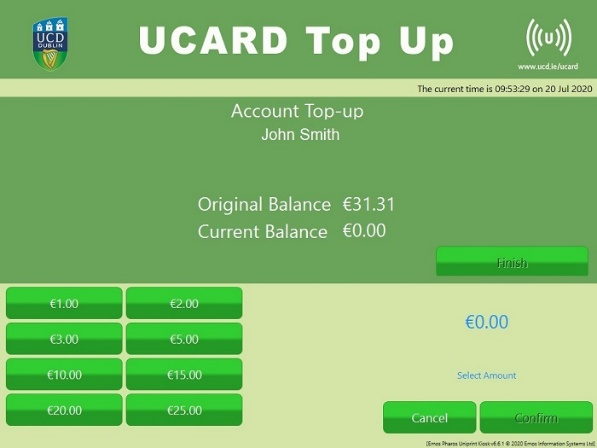 UCD
DUBLIN
UCARD Top Up
U
www.ucd.ie/ucard
The current time is 09:53:29 on 20 Jul 2020
Account Top-up
John Smith
Original Balance €31.31
Current Balance €0.00
Finish
€1.00 €2.00
€3.00 €5.00
€10.00 €15.00
€20.00 €25.00
€0.00
Select Amount
Cancel Confirm
[Emos Pharos Uniprint Kiosk v6.6.1 © 2020 Emos Information Systems Ltd]